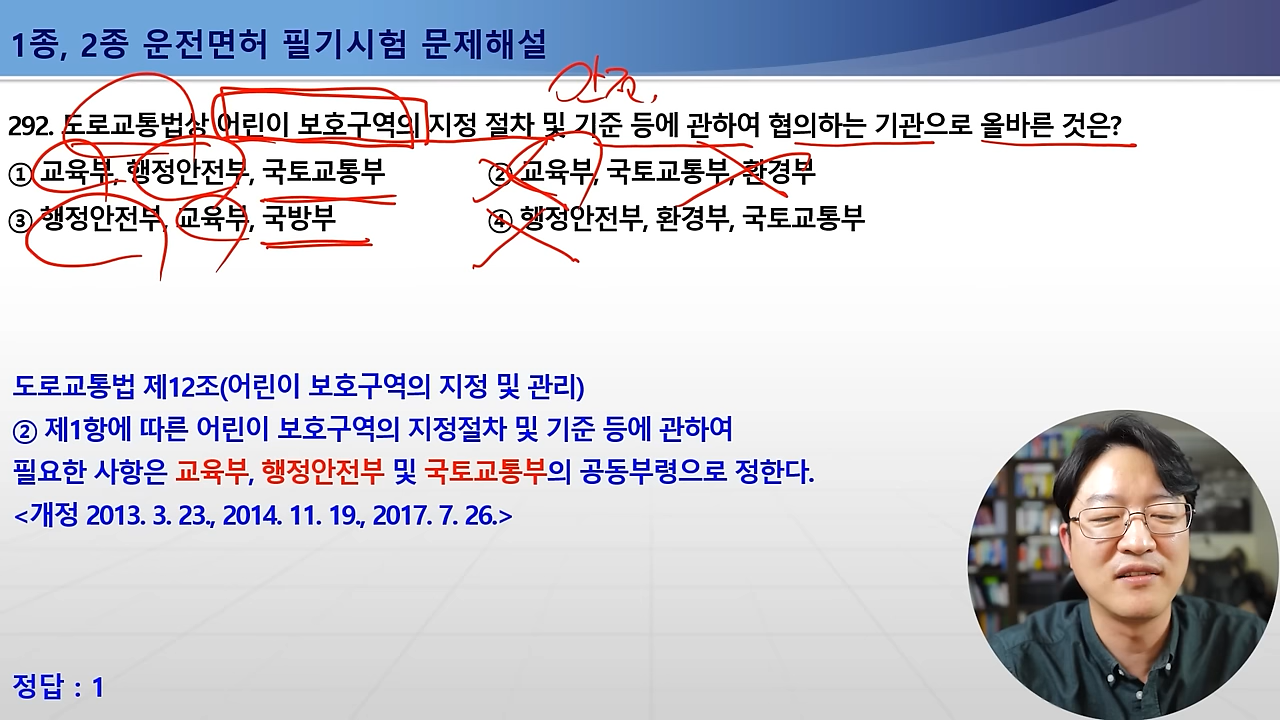 1종, 2종 운전면허 필기시험 문제해설
안전,
292. 도로교통법상 어린이 보호구역의 지정 절차 및 기준 등에 관하여 협의하는 기관으로 올바른 것은?
① 교육부, 행정안전부, 국토교통부 ② 교육부, 국토교통부, 환경부
③ 행정안전부, 교육부, 국방부 ④ 행정안전부, 환경부, 국토교통부
도로교통법 제12조(어린이 보호구역의 지정 및 관리)
② 제1항에 따른 어린이 보호구역의 지정절차 및 기준 등에 관하여
필요한 사항은 교육부, 행정안전부 및 국토교통부의 공동부령으로 정한다.
<개정 2013. 3. 23., 2014. 11. 19., 2017. 7. 26.>
정답 : 1